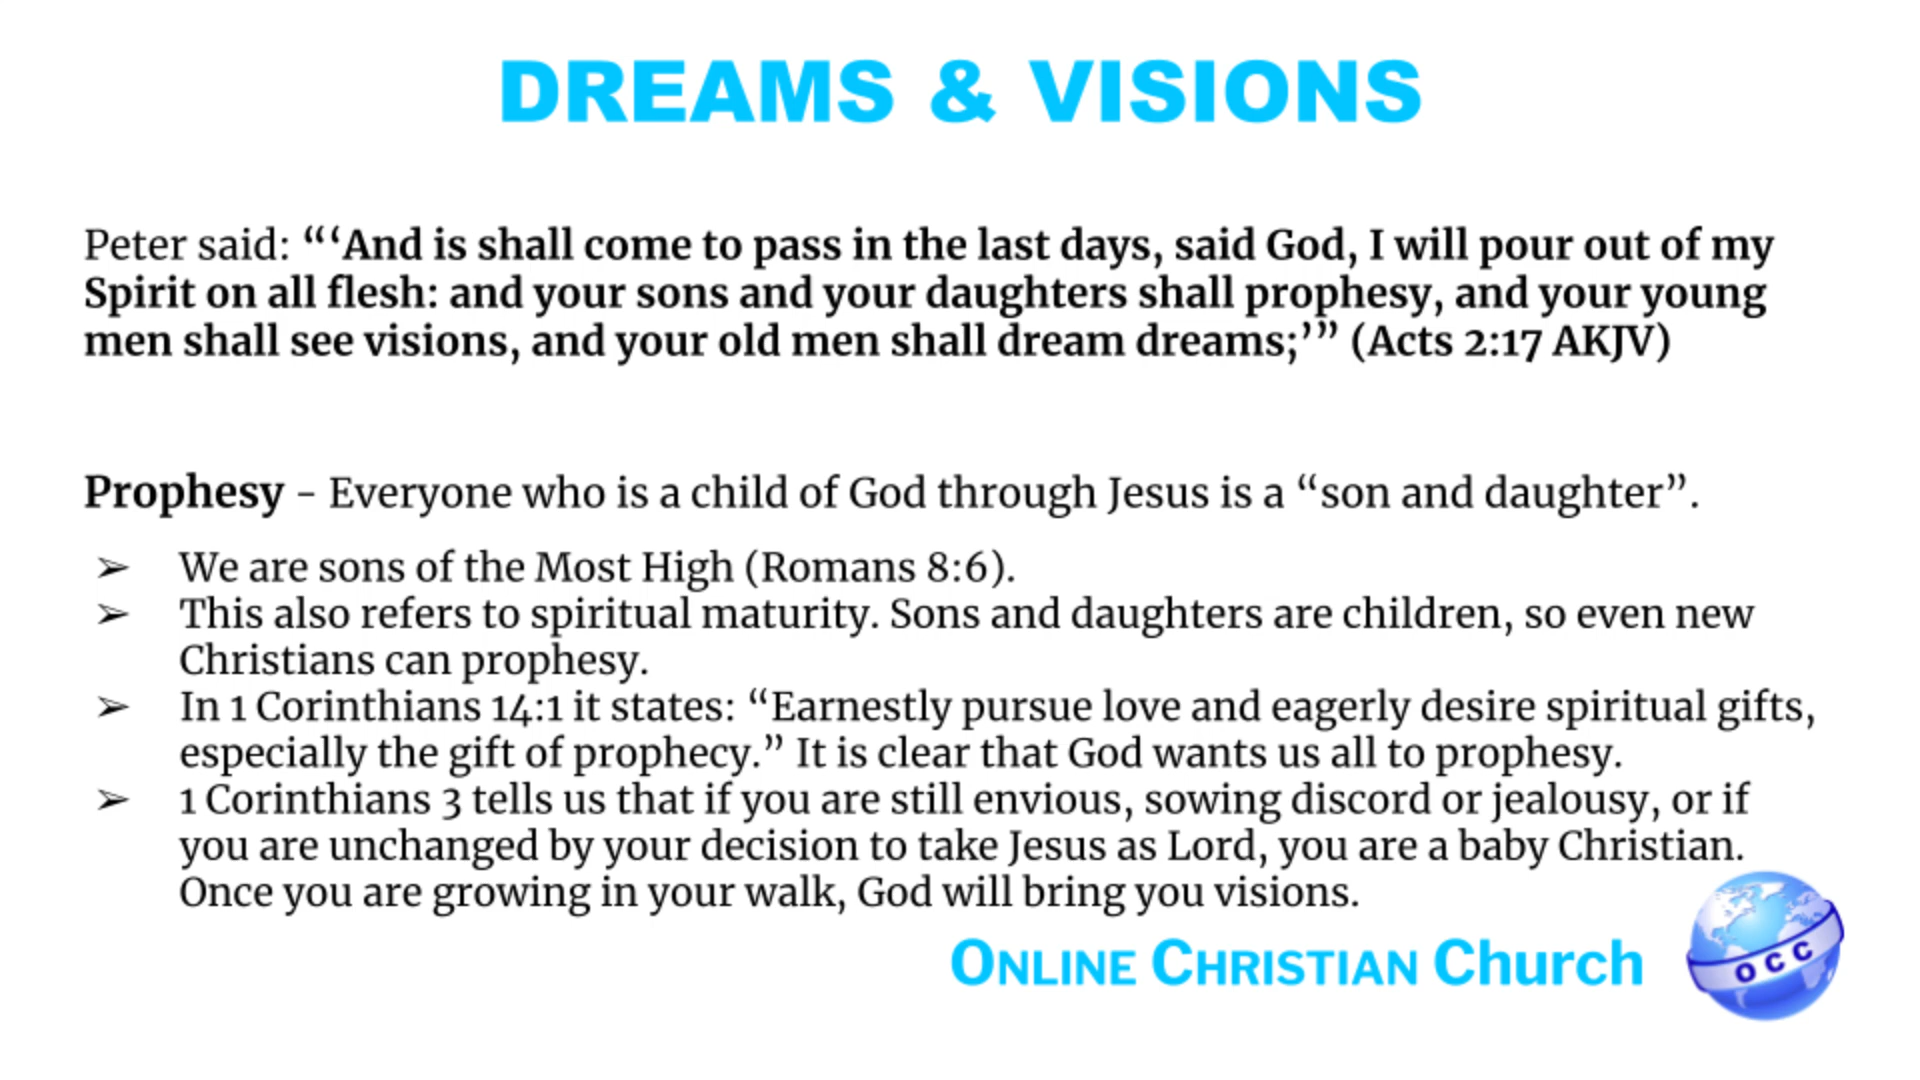 DREAMS & VISIONS
Peter said: “‘And is shall come to pass in the last days, said God, I will pour out of my
Spirit on all flesh: and your sons and your daughters shall prophesy, and your young
men shall see visions, and your old men shall dream dreams;’” (Acts 2:17 AKJV)
Prophesy - Everyone who is a child of God through Jesus is a “son and daughter”.
➢ We are sons of the Most High (Romans 8:6).
➢ This also refers to spiritual maturity. Sons and daughters are children, so even new
Christians can prophesy.
➢ In 1 Corinthians 14:1 it states: “Earnestly pursue love and eagerly desire spiritual gifts,
especially the gift of prophecy.” It is clear that God wants us all to prophesy.
➢ 1 Corinthians 3 tells us that if you are still envious, sowing discord or jealousy, or if
you are unchanged by your decision to take Jesus as Lord, you are a baby Christian.
Once you are growing in your walk, God will bring you visions.
ONLINE CHRISTIAN Church
OCC